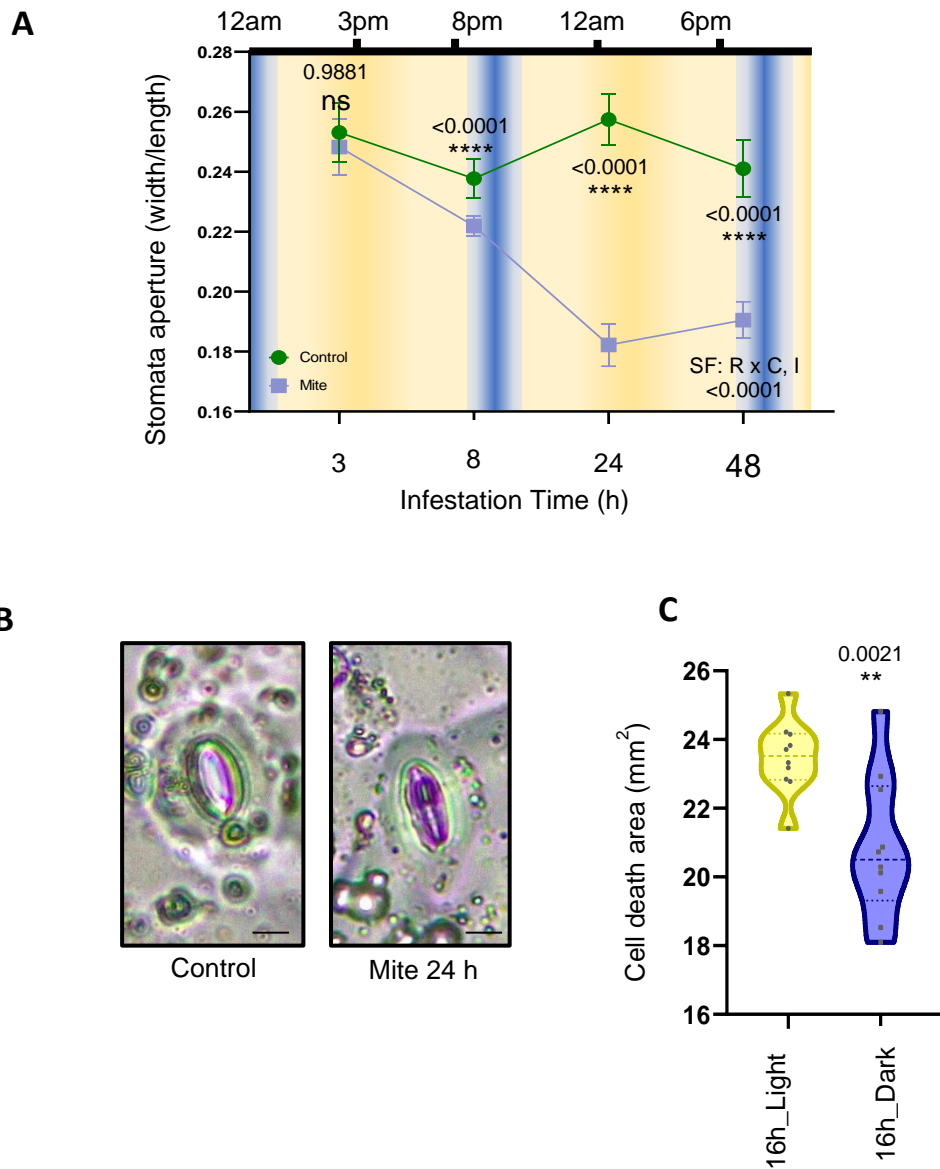 A
12am 3pm 8pm 12am 6pm
0.28
0.26
0.24
0.22
0.20
0.18
0.16
Stomata aperture (width/length)
0.9881
ns
<0.0001
****
<0.0001
****
<0.0001
****
Control
Mite
SF: R x C, I
<0.0001
3 8 24 48
Infestation Time (h)
B
Control
Mite 24 h
C
26
24
22
20
18
16
Cell death area (mm²)
0.0021
**
16h_Light
16h_Dark